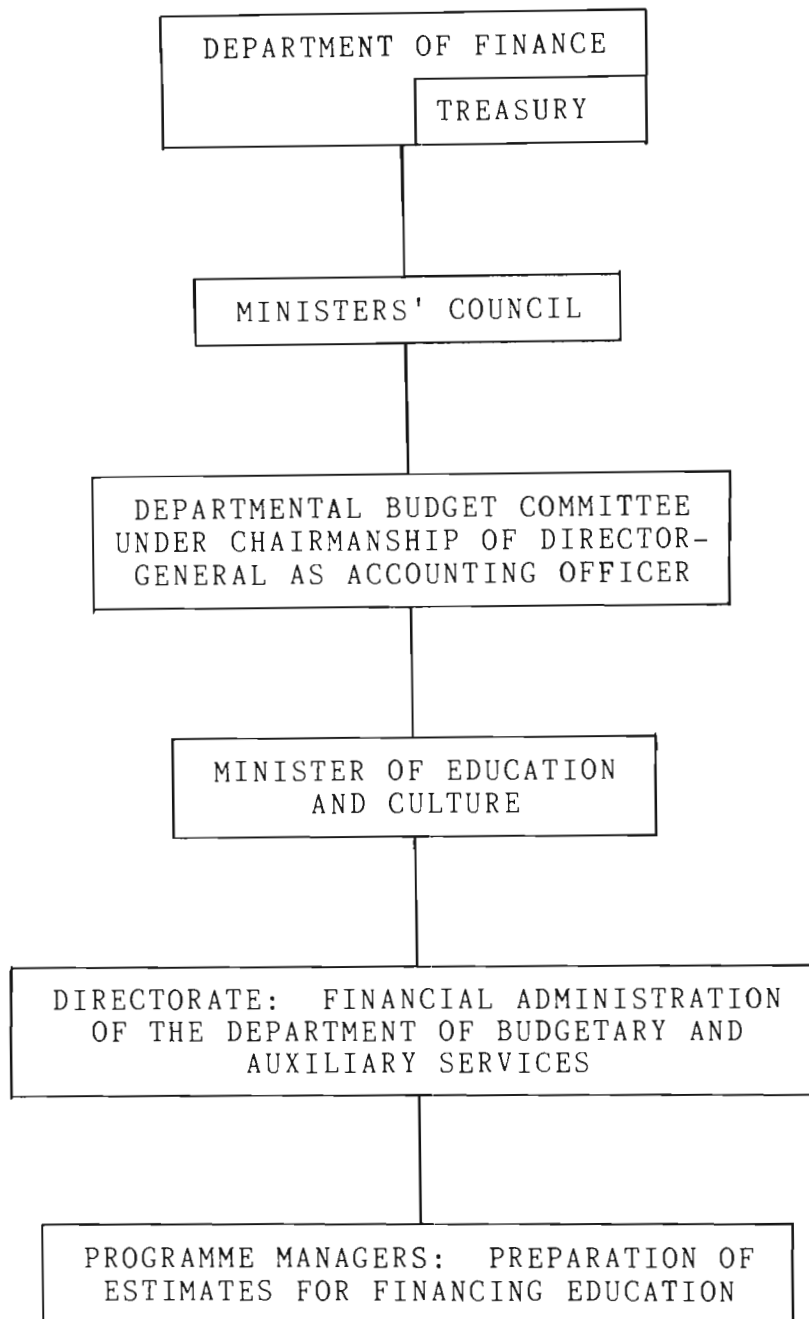 DEPARTMENT OF FINANCE
TREASURY
MINISTERS' COUNCIL
DEPARTMENTAL BUDGET COMMITTEE
UNDER CHAIRMANSHIP OF DIRECTOR-
GENERAL AS ACCOUNTING OFFICER
MINISTER OF EDUCATION
AND CULTURE
DIRECTORATE: FINANCIAL ADMINISTRATION
OF THE DEPARTMENT OF BUDGETARY AND
AUXILIARY SERVICES
PROGRAMME MANAGERS: PREPARATION OF
ESTIMATES FOR FINANCING EDUCATION